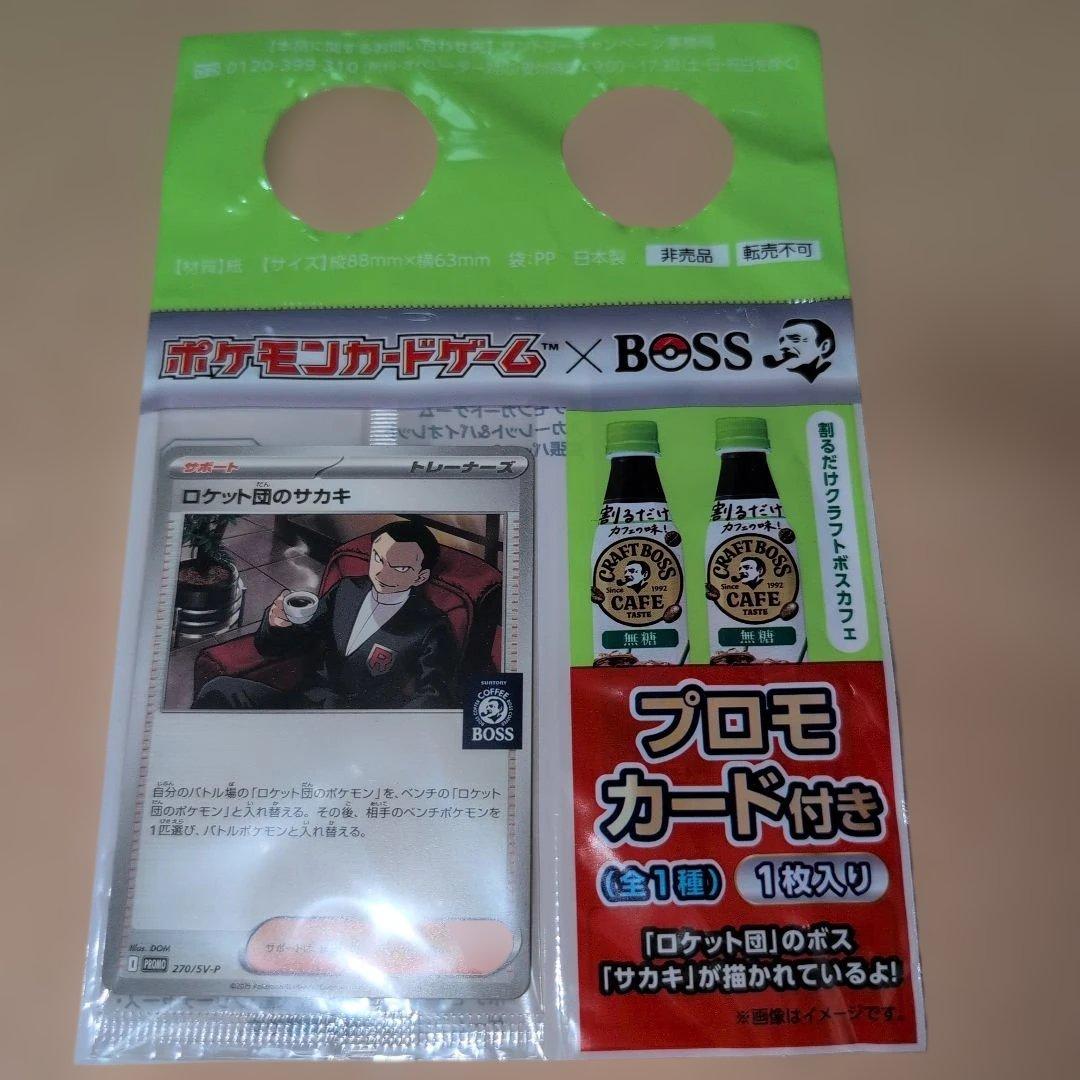 【本品に関するお問い合わせ先】サントリーキャンペーン事務局
0120-399-310
【材質】紙 【サイズ】縦88mm×横63mm 袋:PP 日本製 非売品 転売不可
ポケモンカードゲーム™×BOSS
サポート トレーナーズ
ロケット団のサカキ
だん
SUNTORY
COFFEE
BOSS
自分のバトル場の「ロケット団のポケモン」を、ベンチの「ロケット
団のポケモン」と入れ替える。その後、相手のベンチポケモンを
1匹選び、バトルポケモンと入れ替える。
サポートは
Illus. DOM
PROMO 270/SV-P
割るだけ
カフェの味!
CRAFT BOSS
Since 1992
CAFE
TASTE
無糖
割るだけ
カフェの味!
CRAFT BOSS
Since 1992
CAFE
TASTE
無糖
割るだけクラフトボスカフェ
プロモ
カード付き
(全1種) 1枚入り
「ロケット団」のボス
「サカキ」が描かれているよ!
※画像はイメージです。